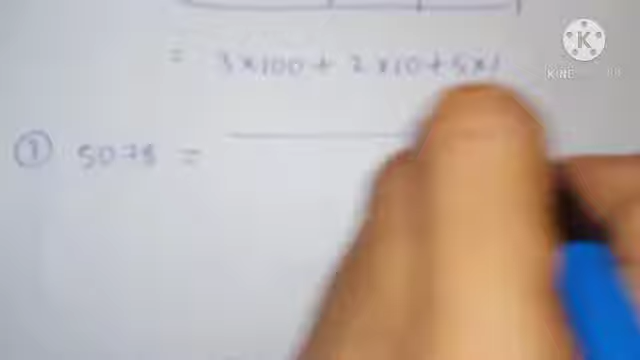 = 3×100 + 2×10+5×1
① 5078 =
K